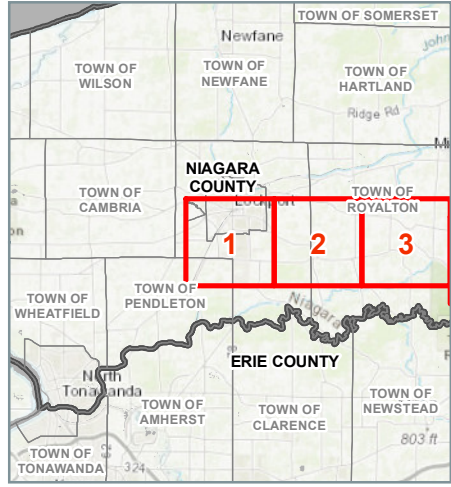 TOWN OF SOMERSET
Newfane
TOWN OF
WILSON
TOWN OF
NEWFANE
TOWN OF
HARTLAND
Ridge Rd
NIAGARA
COUNTY
TOWN OF
CAMBRIA
Lockport
TOWN OF
ROYALTON
1
2
3
TOWN OF
WHEATFIELD
TOWN OF
PENDLETON
Niagara
ERIE COUNTY
North
Tonawanda
TOWN OF
AMHERST
TOWN OF
CLARENCE
TOWN OF
NEWSTEAD
803 ft
TOWN OF
TONAWANDA
324